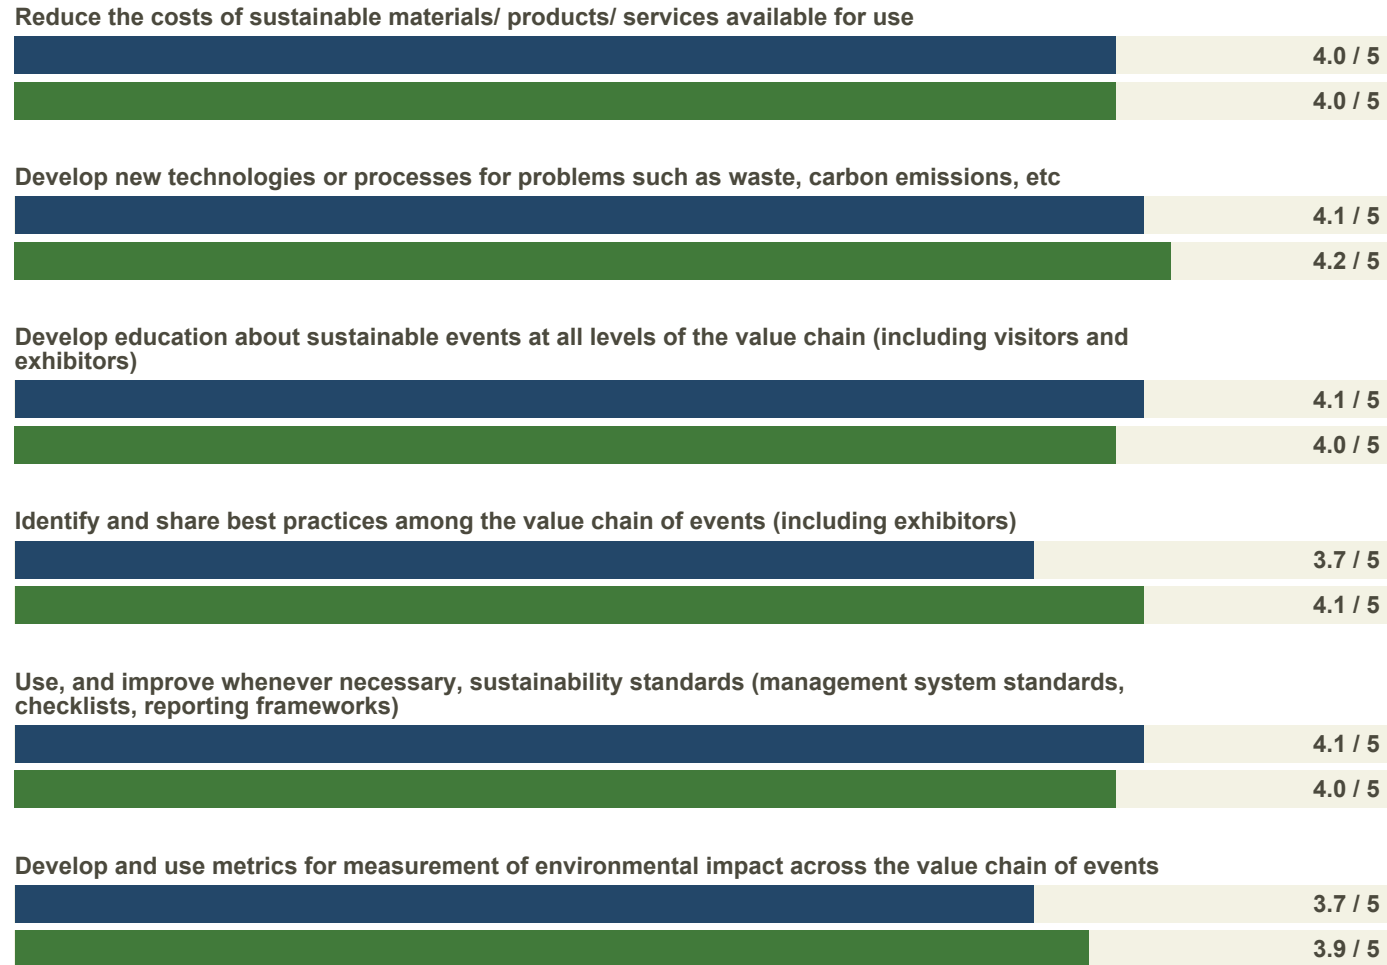 Reduce the costs of sustainable materials/ products/ services available for use
4.0 / 5
4.0 / 5
Develop new technologies or processes for problems such as waste, carbon emissions, etc
4.1 / 5
4.2 / 5
Develop education about sustainable events at all levels of the value chain (including visitors and
exhibitors)
4.1 / 5
4.0 / 5
Identify and share best practices among the value chain of events (including exhibitors)
3.7 / 5
4.1 / 5
Use, and improve whenever necessary, sustainability standards (management system standards,
checklists, reporting frameworks)
4.1 / 5
4.0 / 5
Develop and use metrics for measurement of environmental impact across the value chain of events
3.7 / 5
3.9 / 5